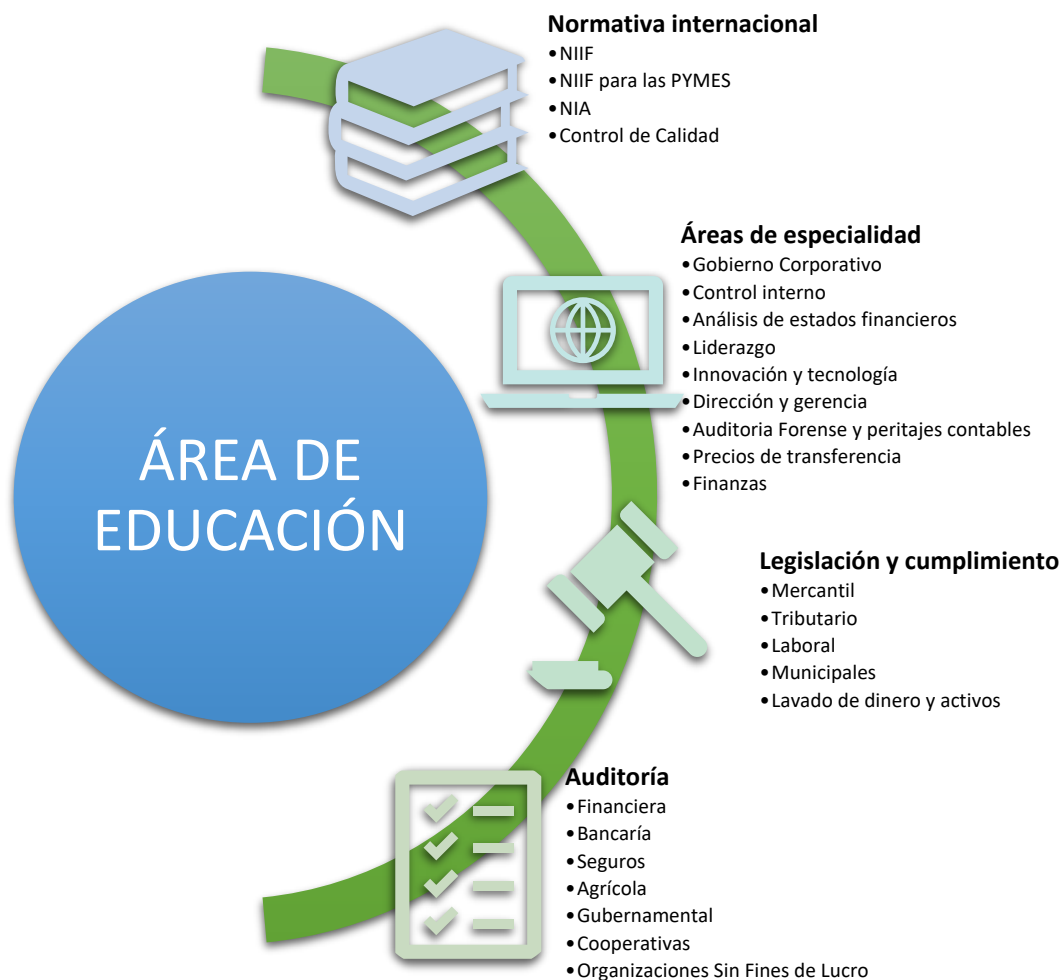 Normativa internacional
•NIIF
•NIIF para las PYMES
•NIA
•Control de Calidad
Áreas de especialidad
•Gobierno Corporativo
•Control interno
•Análisis de estados financieros
•Liderazgo
•Innovación y tecnología
•Dirección y gerencia
•Auditoria Forense y peritajes contables
•Precios de transferencia
•Finanzas
ÁREA DE
EDUCACIÓN
Legislación y cumplimiento
•Mercantil
•Tributario
•Laboral
•Municipales
•Lavado de dinero y activos
Auditoría
•Financiera
•Bancaría
•Seguros
•Agrícola
•Gubernamental
•Cooperativas
•Organizaciones Sin Fines de Lucro